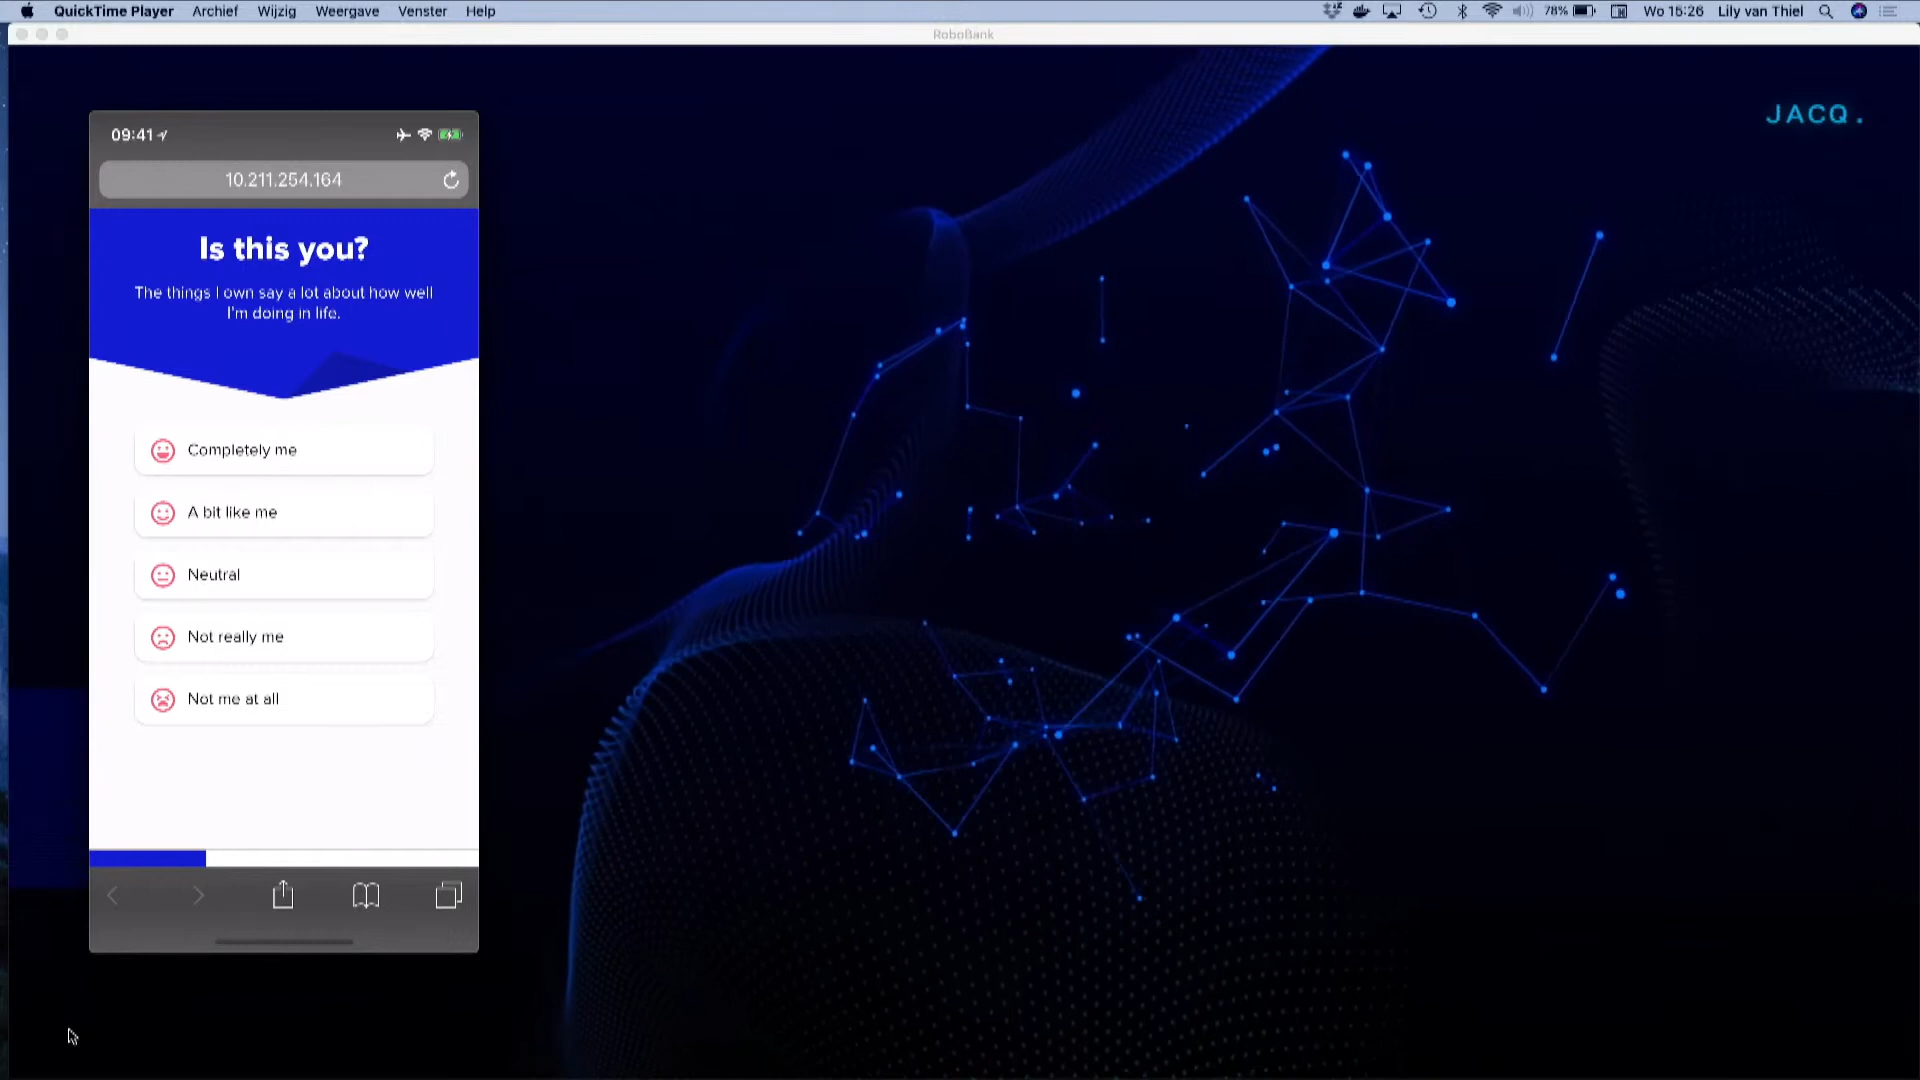 QuickTime Player Archief Wijzig Weergave Venster Help 78% Wo 15:26 Lily van Thiel
RoboBank
JACQ.
09:41
10.211.254.164
Is this you?
The things I own say a lot about how well
I'm doing in life.
Completely me
A bit like me
Neutral
Not really me
Not me at all